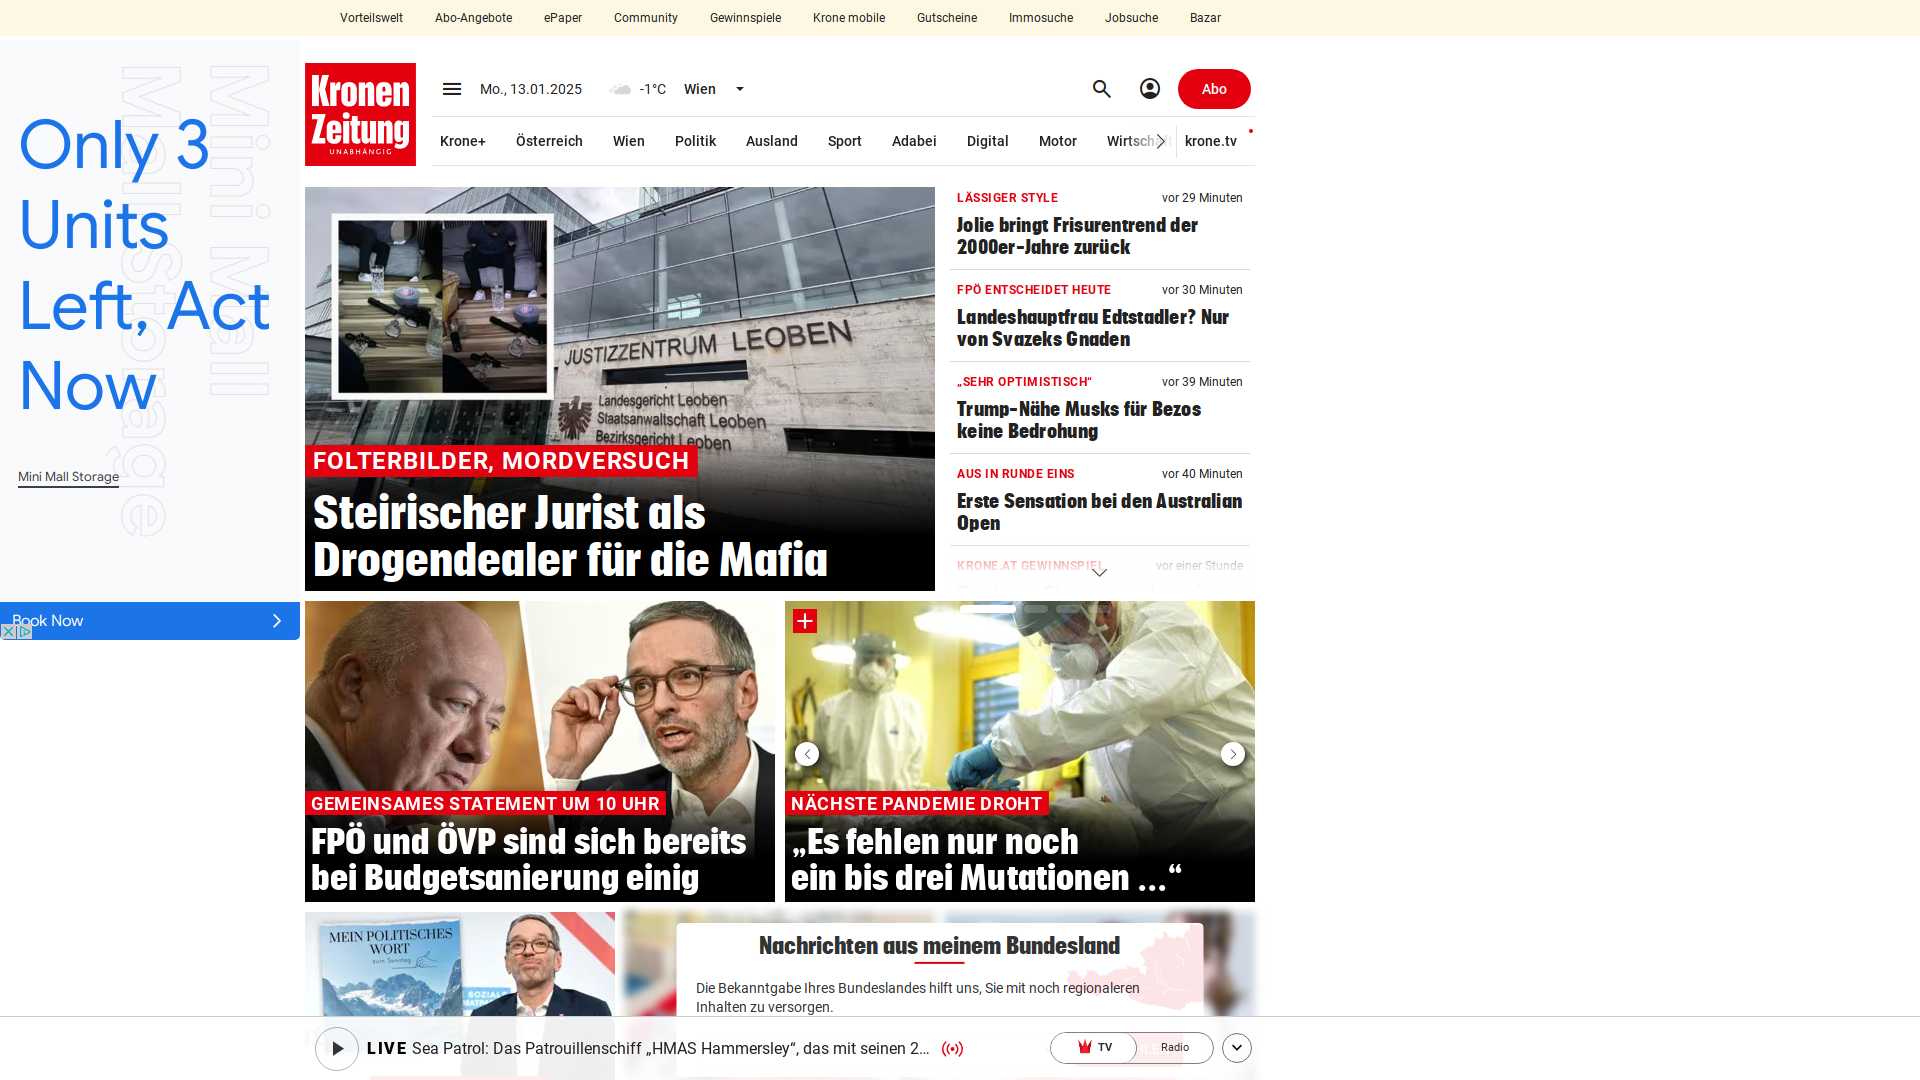 Vorteilswelt
Abo-Angebote
ePaper
Community
Gewinnspiele
Krone mobile
Gutscheine
Immosuche
Jobsuche
Bazar
Mini Mall
Mall Storage
Only 3
Units
Left, Act
Now
Mini Mall Storage
Book Now
Kronen
Zeitung
UNABHÄNGIG
Mo., 13.01.2025
-1°C
Wien
Abo
Krone+
Österreich
Wien
Politik
Ausland
Sport
Adabei
Digital
Motor
krone.tv
JUSTIZZENTRUM LEOBEN
Landesgericht Leoben
Staatsanwaltschaft Leoben
Bezirksgericht Leoben
FOLTERBILDER, MORDVERSUCH
Steirischer Jurist als
Drogendealer für die Mafia
LÄSSIGER STYLE
vor 29 Minuten
Jolie bringt Frisurentrend der
2000er-Jahre zurück
FPÖ ENTSCHEIDET HEUTE
vor 30 Minuten
Landeshauptfrau Edtstadler? Nur
von Svazeks Gnaden
„SEHR OPTIMISTISCH“
vor 39 Minuten
Trump-Nähe Musks für Bezos
keine Bedrohung
AUS IN RUNDE EINS
vor 40 Minuten
Erste Sensation bei den Australian
Open
KRONE.AT GEWINNSPIEL
vor einer Stunde
GEMEINSAMES STATEMENT UM 10 UHR
FPÖ und ÖVP sind sich bereits
bei Budgetsanierung einig
NÄCHSTE PANDEMIE DROHT
„Es fehlen nur noch
ein bis drei Mutationen ...“
MEIN POLITISCHES
WORT
zum Sonntag
Nachrichten aus meinem Bundesland
Die Bekanntgabe Ihres Bundeslandes hilft uns, Sie mit noch regionaleren
Inhalten zu versorgen.
LIVE Sea Patrol: Das Patrouillenschiff „HMAS Hammersley“, das mit seinen 2...
TV
Radio